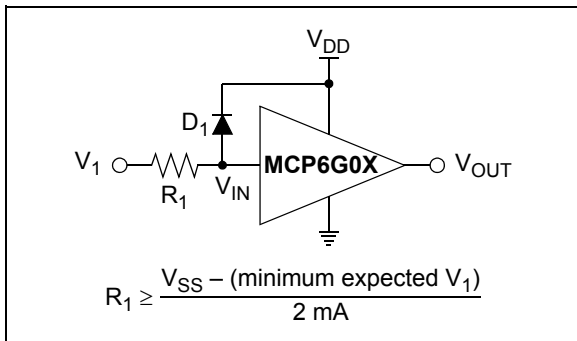 V_DD
D_1
V_1
R_1
V_IN
MCP6G0X
V_OUT
R_1 ≥ V_SS – (minimum expected V_1) / 2 mA